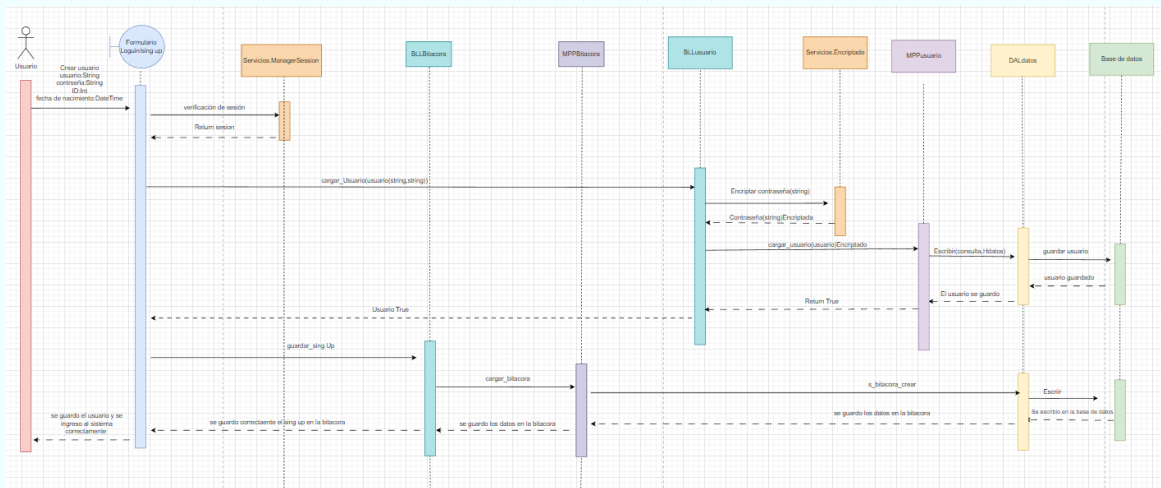 Usuario
Formulario
Loguin/sing up
Servicios.ManagerSession
BLLBitacora
MPPBitacora
BLLusuario
Servicios.Encriptado
MPPusuario
DALdatos
Base de datos
Crear usuario
usuario:String
contrseña:String
ID:Int
fecha de nacimiento:DateTime
verificación de sesión
Return sesion
cargar_Usuario(usuario(string,string))
Encriptar contraseña(string)
Contraseña(string)Encriptada
cargar_usuario(usuario)Encriptado
Escribir(consulta,Hdatos)
guardar usuario
usuario guardado
El usuario se guardo
Return True
Usuario True
guardar_sing Up
cargar_bitacora
s_bitacora_crear
Escrir
Se escribio en la base de datos
se guardo los datos en la bitacora
se guardo los datos en la bitacora
se guardo correctaente el sing up en la bitacora
se guardo el usuario y se
ingreso al sistema
correctamente